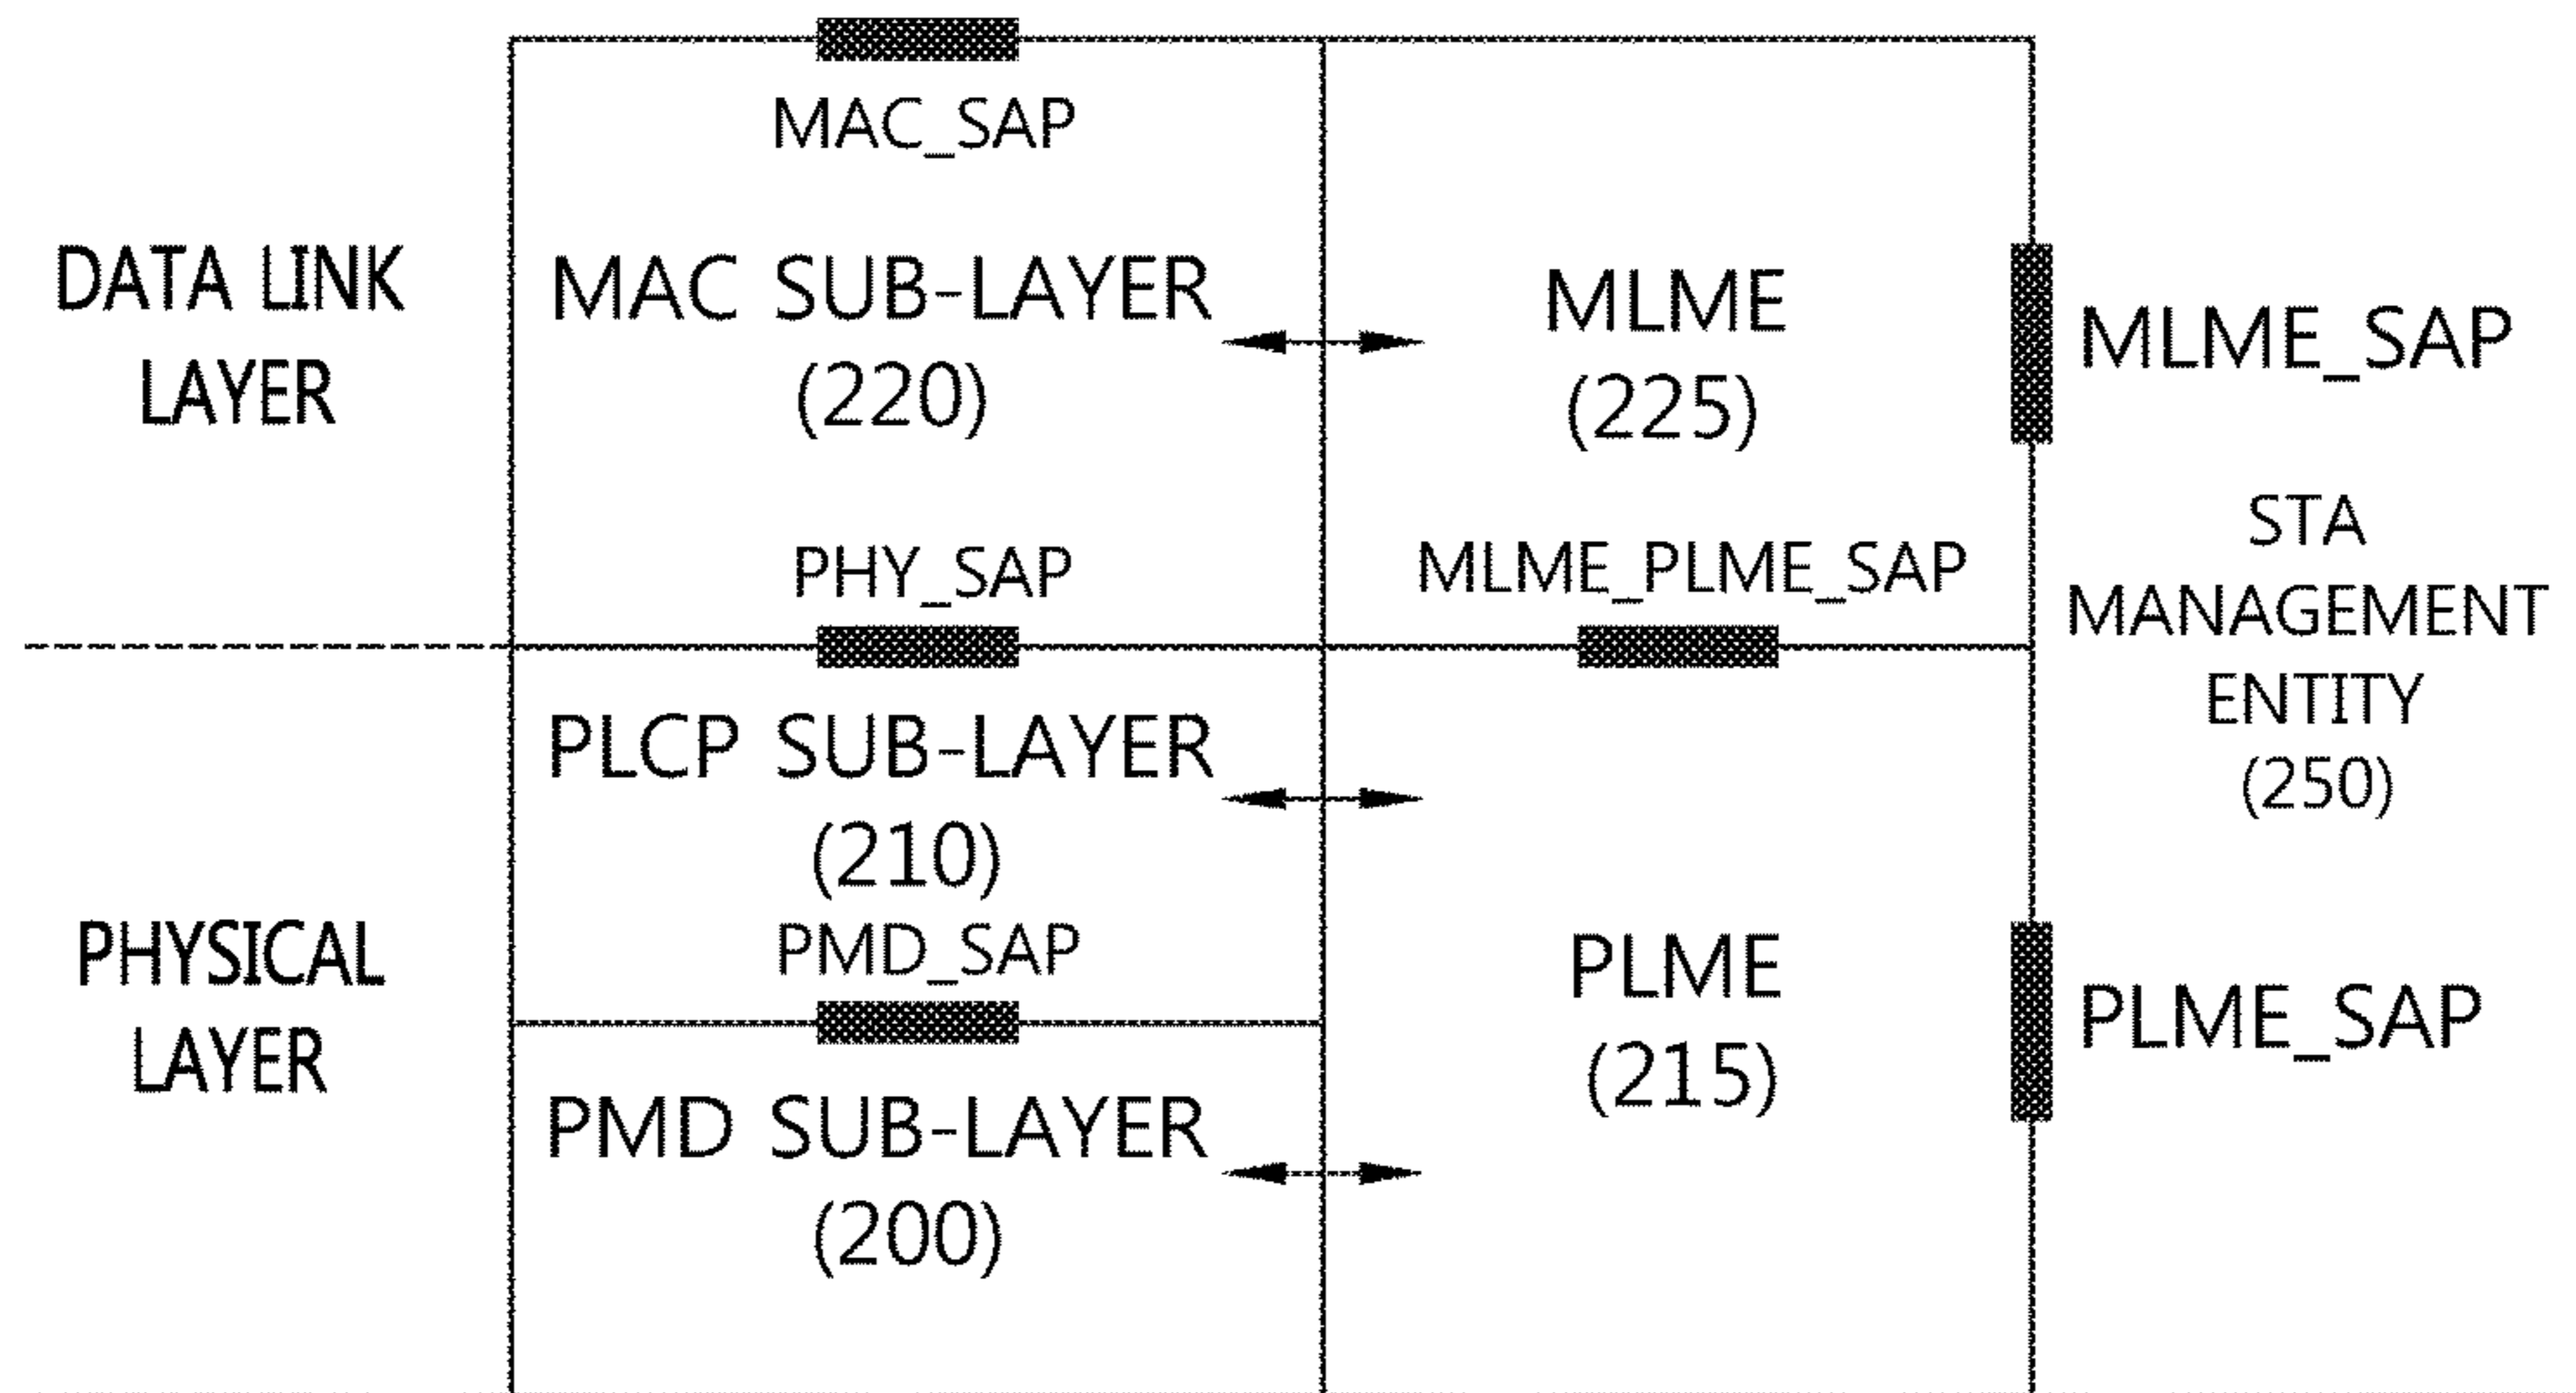 MAC_SAP
DATA LINK
LAYER
MAC SUB-LAYER
(220)
MLME
(225)
MLME_SAP
PHY_SAP
MLME_PLME_SAP
STA
MANAGEMENT
ENTITY
(250)
PLCP SUB-LAYER
(210)
PMD_SAP
PHYSICAL
LAYER
PLME
(215)
PLME_SAP
PMD SUB-LAYER
(200)